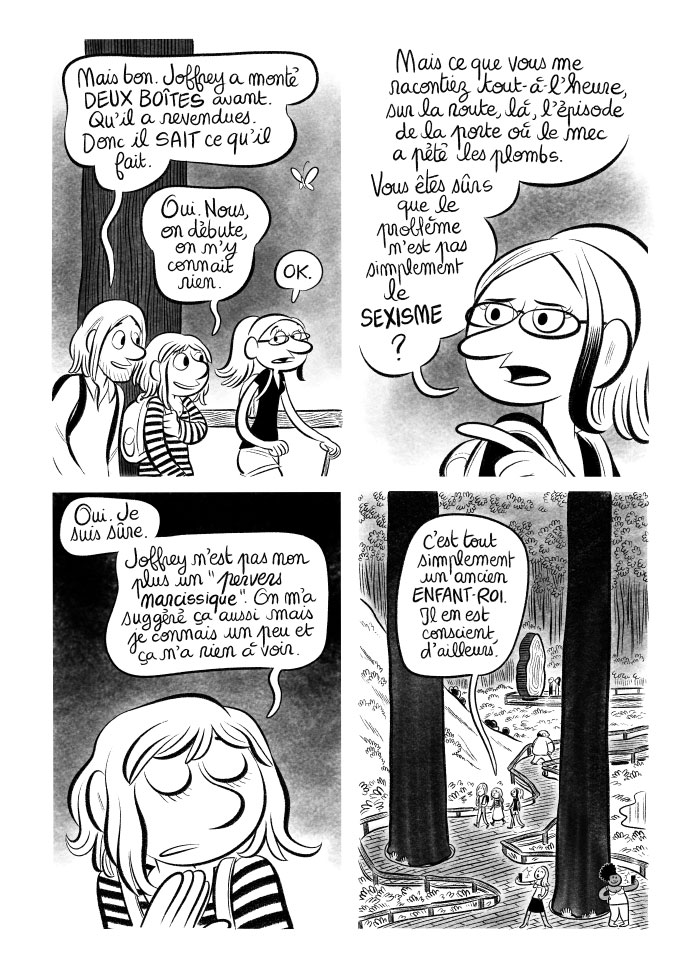 Mais bon. Joffrey a monté
DEUX BOÎTES avant.
Qu'il a revendues.
Donc il SAIT ce qu'il
fait.
Oui. Nous,
on débute,
on n'y
connait
rien.
OK.
Mais ce que vous me
racontiez tout-à-l'heure,
sur la route, là, l'épisode
de la porte où le mec
a pété les plombs.
Vous êtes sûrs
que le
problème
n'est pas
simplement
le
SEXISME
?
Oui. Je
suis sûre.
Joffrey n'est pas non
plus un "pervers
narcissique". On m'a
suggéré ça aussi mais
je connais un peu et
ça n'a rien à voir.
C'est tout
simplement
un ancien
ENFANT-ROI.
Il en est
conscient,
d'ailleurs.